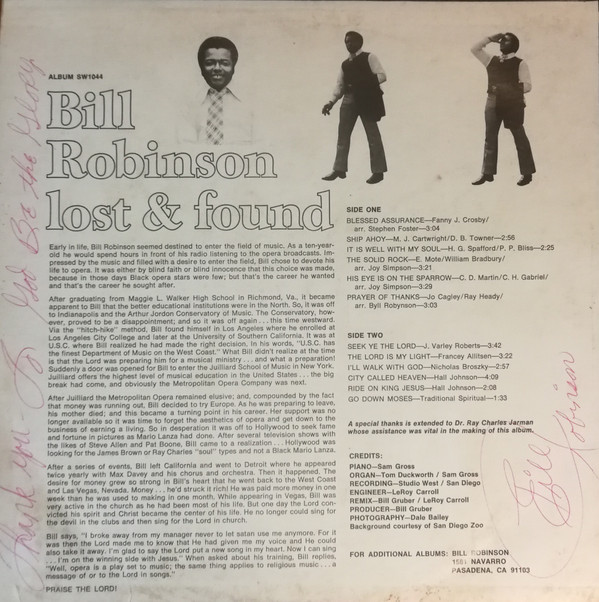 ALBUM SW1044
Bill
Robinson
lost & found
Early in life, Bill Robinson seemed destined to enter the field of music. As a ten-year-
old he would spend hours in front of his radio listening to the opera broadcasts. Im-
pressed by the music and filled with a desire to enter the field, Bill chose to devote his
life to opera. It was either by blind faith or blind innocence that this choice was made,
because in those days Black opera stars were few; but that's the career he wanted
and that's the career he sought after.
After graduating from Maggie L. Walker High School in Richmond, Va., it became
apparent to Bill that the better educational institutions were in the North. So, it was off
to Indianapolis and the Arthur Jordon Conservatory of Music. The Conservatory, how-
ever, proved to be a disappointment; and so it was off again . . . this time westward.
Via the "hitch-hike" method, Bill found himself in Los Angeles where he enrolled at
Los Angeles City College and later at the University of Southern California. It was at
U.S.C. where Bill realized he had made the right decision. In his words, "U.S.C. has
the finest Department of Music on the West Coast." What Bill didn't realize at the time
is that the Lord was preparing him for a musical ministry . . . and what a preparation!
Suddenly a door was opened for Bill to enter the Julliard School of Music in New York.
Julliard offers the highest level of musical education in the United States . . . the big
break had come, and obviously the Metropolitan Opera Company was next.
After Julliard the Metropolitan Opera remained elusive; and, compounded by the fact
that money was running out, Bill decided to try Europe. As he was preparing to leave,
his mother died; and this became a turning point in his career. Her support was no
longer available so it was time to forget the aesthetics of opera and get down to the
business of earning a living. So in desperation it was off to Hollywood to seek fame
and fortune in pictures as Mario Lanza had done. After several television shows with
the likes of Steve Allen and Pat Boone, Bill came to a realization . . . Hollywood was
looking for the James Brown or Ray Charles "soul" types and not a Black Mario Lanza.
After a series of events, Bill left California and went to Detroit where he appeared
twice yearly with Max Davey and his chorus and orchestra. Then it happened. The
desire for money grew so strong in Bill's heart that he went back to the West Coast
and Las Vegas, Nevada. Money . . . he'd struck it rich! He was paid more money in one
week than he was used to making in one month. While appearing in Vegas, Bill was
very active in the church as he had been most of his life. But one day the Lord con-
victed his spirit and Christ became the center of his life. He no longer could sing for
the devil in the clubs and then sing for the Lord in church.
Bill says, "I broke away from my manager never to let satan use me anymore. For it
was then the Lord made me to know that He had given me my voice and He could
also take it away. I'm glad to say the Lord put a new song in my heart. Now I can sing
. . . I'm on the winning side with Jesus." When asked about his training, Bill replies,
"Well, opera is a play set to music; the same thing applies to religious music . . . a
message of or to the Lord in songs."
PRAISE THE LORD!
SIDE ONE
BLESSED ASSURANCE—Fanny J. Crosby/
arr. Stephen Foster—3:04
SHIP AHOY—M. J. Cartwright/D. B. Towner—2:56
IT IS WELL WITH MY SOUL—H. G. Spafford/P. P. Bliss—2:25
THE SOLID ROCK—E. Mote/William Bradbury/
arr. Joy Simpson—3:21
HIS EYE IS ON THE SPARROW—C. D. Martin/C. H. Gabriel/
arr. Joy Simpson—3:29
PRAYER OF THANKS—Jo Cagley/Ray Heady/
arr. Byll Robynson—3:03
SIDE TWO
SEEK YE THE LORD—J. Varley Roberts—3:42
THE LORD IS MY LIGHT—Francey Allitsen—3:22
I'LL WALK WITH GOD—Nicholas Broszky—2:57
CITY CALLED HEAVEN—Hall Johnson—4:09
RIDE ON KING JESUS—Hall Johnson—2:08
GO DOWN MOSES—Traditional Spiritual—1:33
A special thanks is extended to Dr. Ray Charles Jarman
whose assistance was vital in the making of this album.
CREDITS:
PIANO—Sam Gross
ORGAN—Tom Duckworth / Sam Gross
RECORDING—Studio West / San Diego
ENGINEER—LeRoy Carroll
REMIX—Bill Gruber / LeRoy Carroll
PRODUCER—Bill Gruber
PHOTOGRAPHY—Dale Bailey
Background courtesy of San Diego Zoo
FOR ADDITIONAL ALBUMS: BILL ROBINSON
NAVARRO
PASADENA, CA 91103
God Be the Glory
Bill
Robinson